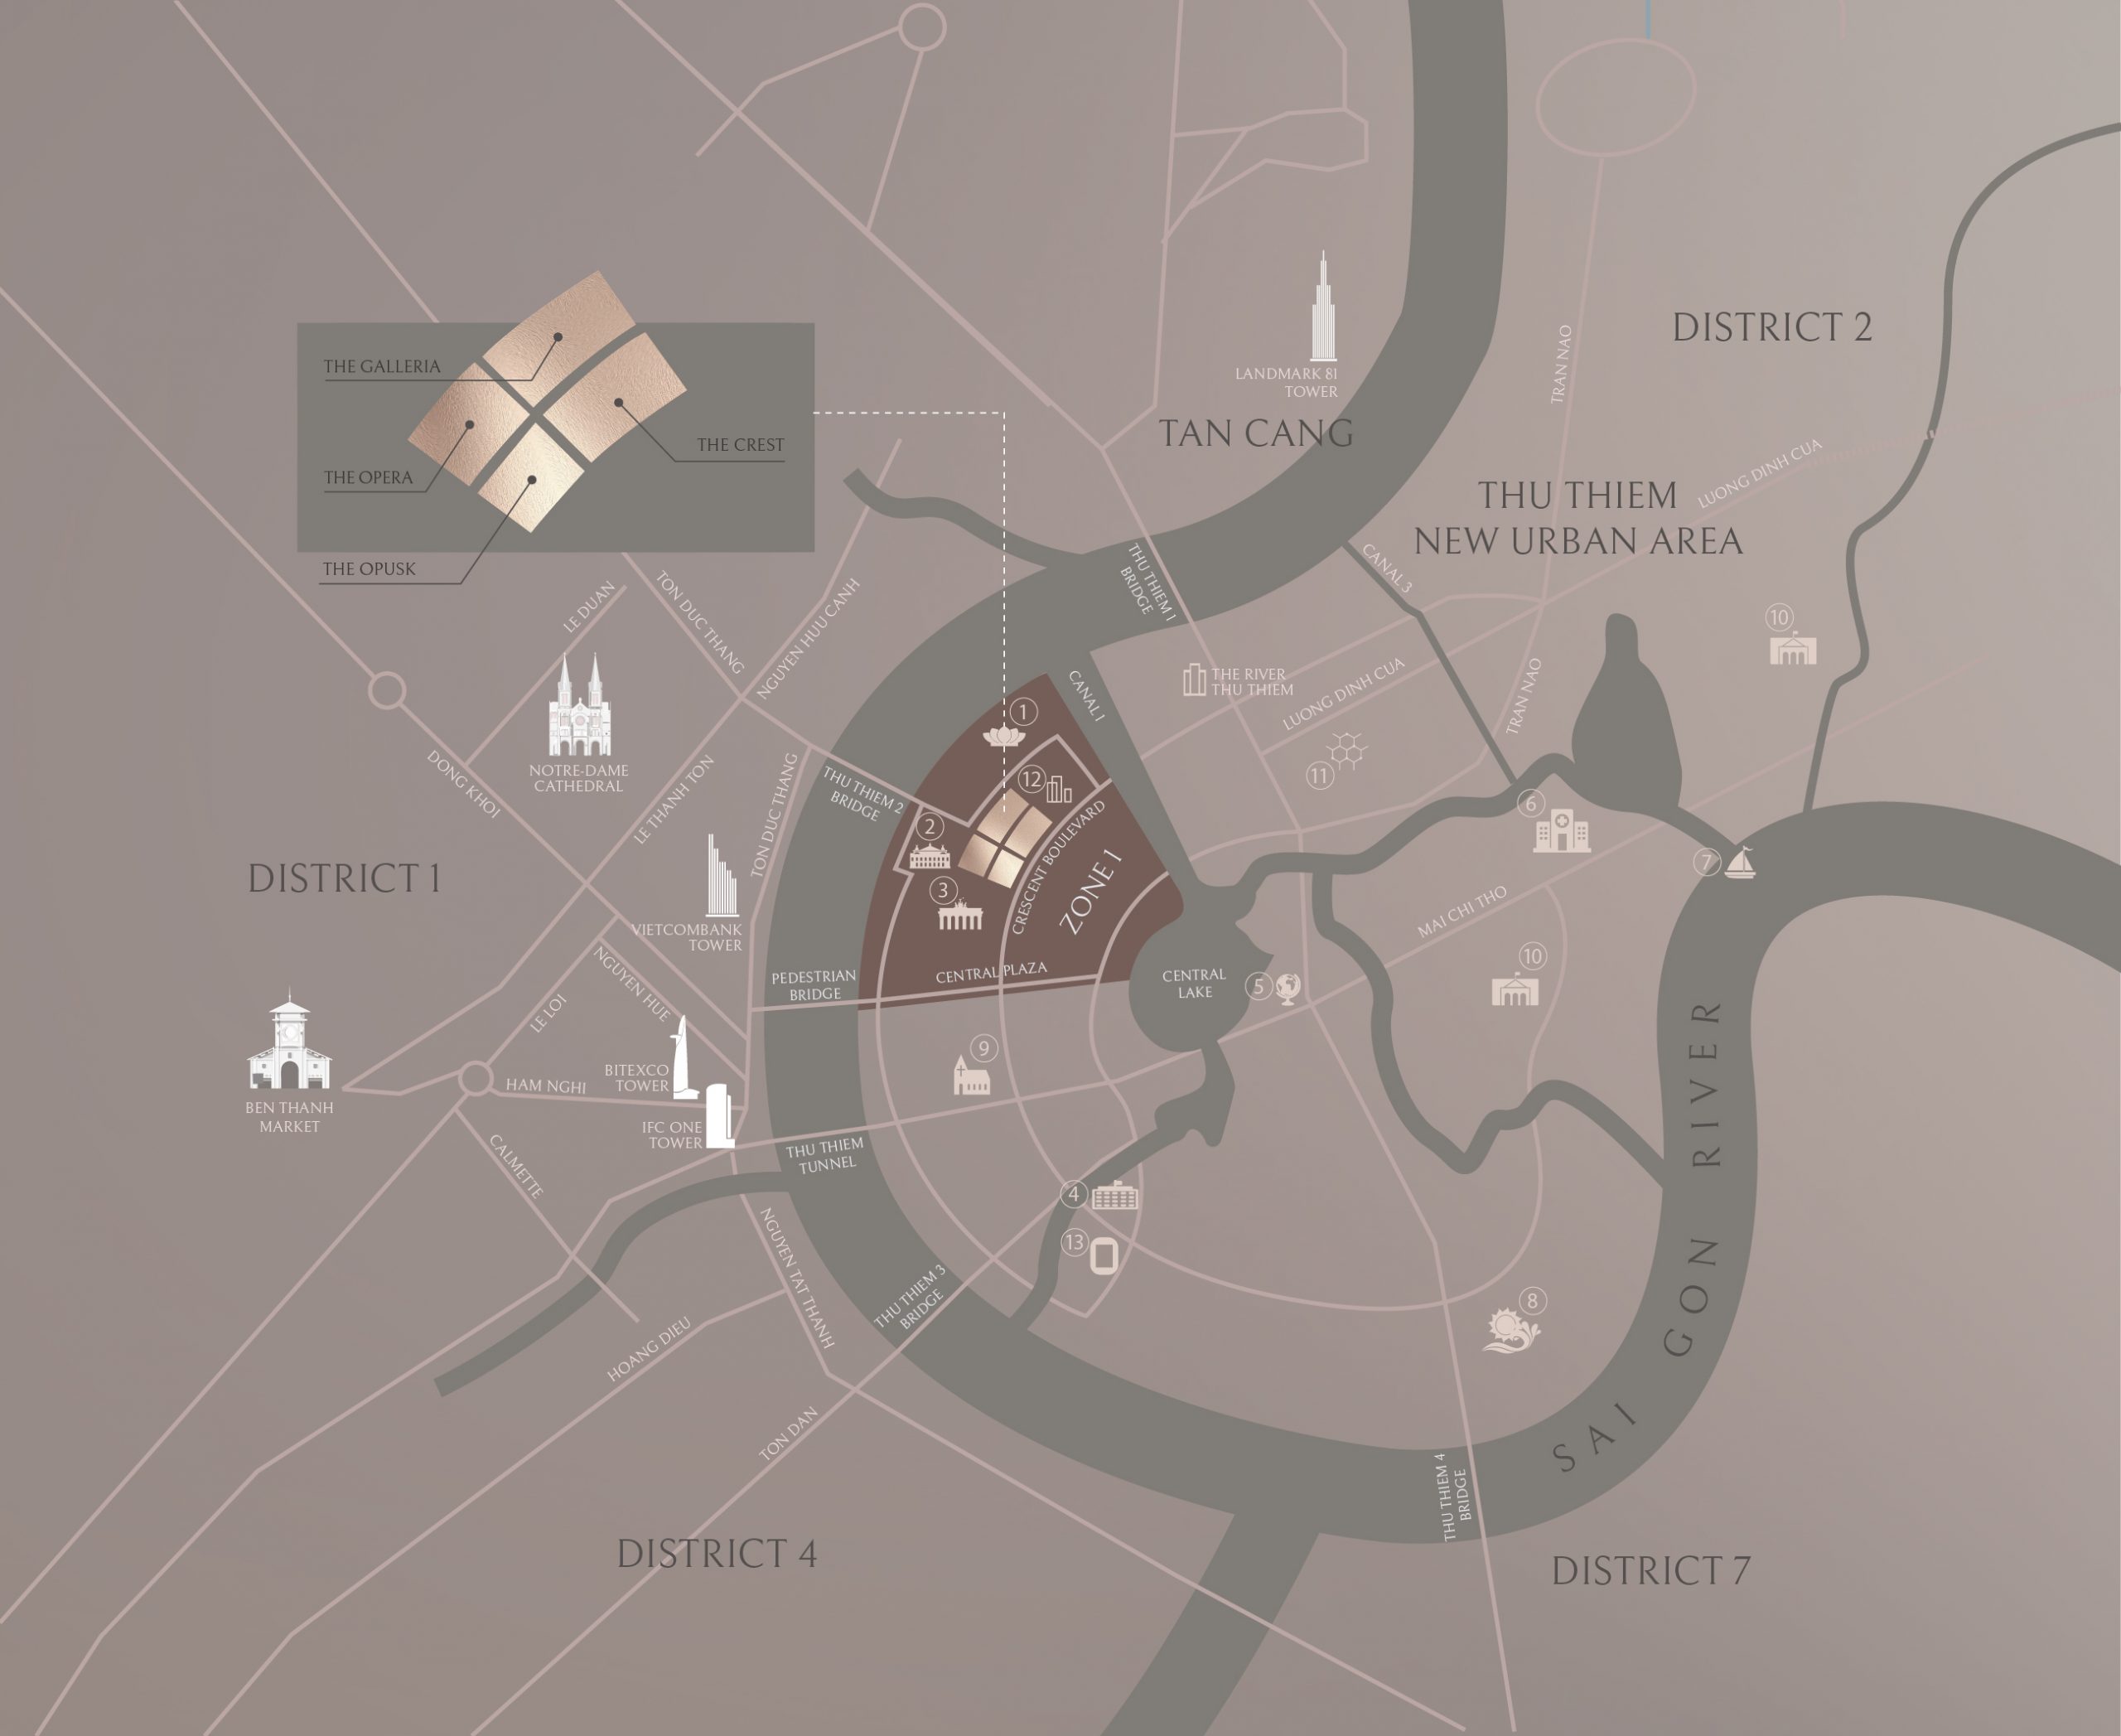 LANDMARK 81
TOWER
TAN CANG
DISTRICT 2
TRAN NAO
THE GALLERIA
THE CREST
THE OPERA
THE OPUSK
THU THIEM
NEW URBAN AREA
LUONG DINH CUA
CANAL 3
THU THIEM 1
BRIDGE
LE DUAN
TON DUC THANG
NGUYEN HUU CANH
10
THE RIVER
THU THIEM
LUONG DINH CUA
TRAN NAO
CANAL 1
1
NOTRE-DAME
CATHEDRAL
DONG KHOI
LE THANH TON
TON DUC THANG
THU THIEM 2
BRIDGE
12
11
2
6
7
3
CRESCENT BOULEVARD
ZONE 1
DISTRICT 1
VIETCOMBANK
TOWER
MAI CHI THO
NGUYEN HUE
PEDESTRIAN
BRIDGE
CENTRAL PLAZA
CENTRAL
LAKE
5
10
LE LOI
BITEXCO
TOWER
HAM NGHI
9
BEN THANH
MARKET
IFC ONE
TOWER
THU THIEM
TUNNEL
CALMETTE
4
13
NGUYEN TAT THANH
THU THIEM 3
BRIDGE
HOANG DIEU
8
TON DAN
SAI GON RIVER
THU THIEM 4
BRIDGE
DISTRICT 4
DISTRICT 7